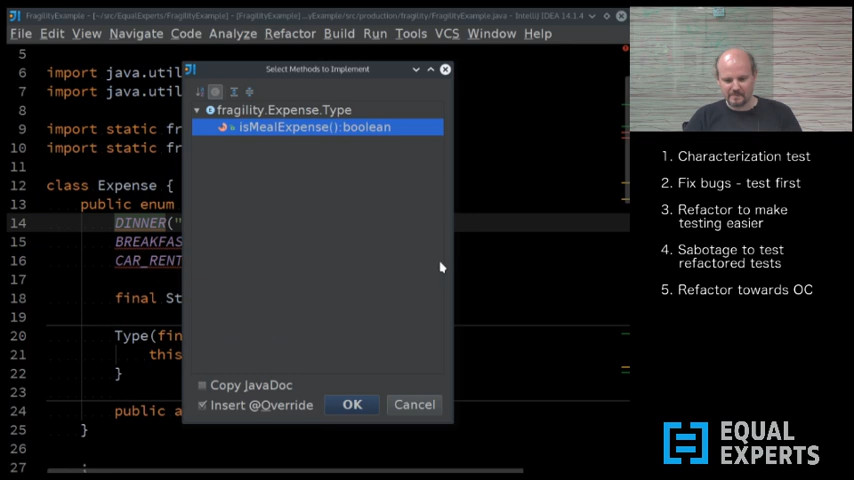 FragilityExample - [~/src/EqualExperts/FragilityExample] - [FragilityExample] - ...yExample/src/production/fragility/FragilityExample.java - IntelliJ IDEA 14.1.4
File Edit View Navigate Code Analyze Refactor Build Run Tools VCS Window Help
Select Methods to Implement
fragility.Expense.Type
isMealExpense():boolean
Copy JavaDoc
Insert @Override
OK Cancel
5
6 import java.util
7 import java.util
8
9 import static fr
10 import static fr
11
12 class Expense {
13 public enum
14 DINNER("
15 BREAKFAS
16 CAR_RENT
17
18 final St
19
20 Type(fin
21 this
22 }
23
24 public a
25 }
26
27 ;
1. Characterization test
2. Fix bugs - test first
3. Refactor to make
testing easier
4. Sabotage to test
refactored tests
5. Refactor towards OC
EQUAL
EXPERTS